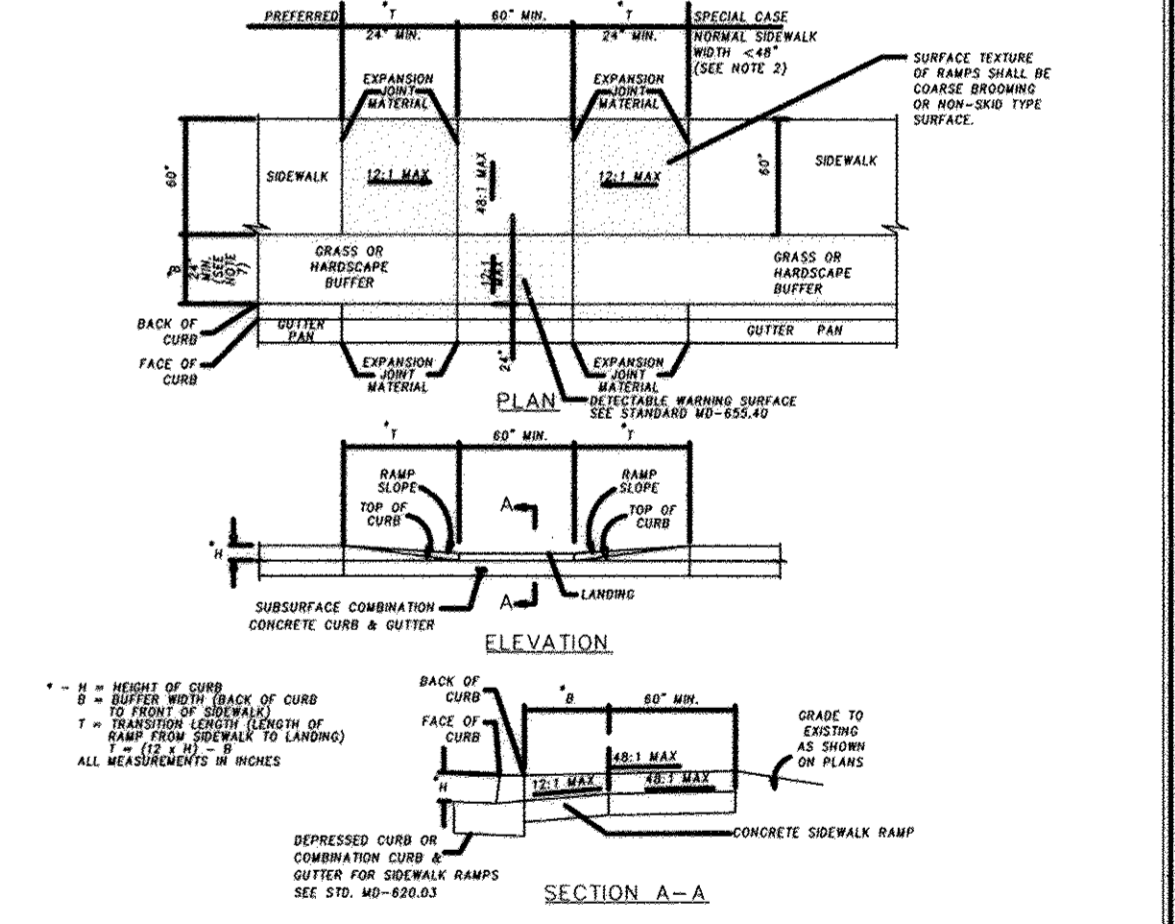 PREFERRED
*T
60" MIN.
*T
SPECIAL CASE
24" MIN.
24" MIN.
NORMAL SIDEWALK
WIDTH <48"
(SEE NOTE 2)
SURFACE TEXTURE
OF RAMPS SHALL BE
COARSE BROOMING
OR NON-SKID TYPE
SURFACE.
EXPANSION
JOINT
MATERIAL
EXPANSION
JOINT
MATERIAL
60"
SIDEWALK
12:1 MAX
48:1 MAX
12:1 MAX
60"
SIDEWALK
*B
24"
MIN.
(SEE
NOTE
7)
GRASS OR
HARDSCAPE
BUFFER
12:1
MAX
GRASS OR
HARDSCAPE
BUFFER
BACK OF
CURB
GUTTER
PAN
GUTTER PAN
FACE OF
CURB
EXPANSION
JOINT
MATERIAL
24"
EXPANSION
JOINT
MATERIAL
PLAN
DETECTABLE WARNING SURFACE
SEE STANDARD MD-655.40
*T
60" MIN.
*T
RAMP
SLOPE
TOP OF
CURB
A
RAMP
SLOPE
TOP OF
CURB
*H
SUBSURFACE COMBINATION
CONCRETE CURB & GUTTER
A
LANDING
ELEVATION
* - H = HEIGHT OF CURB
B = BUFFER WIDTH (BACK OF CURB
TO FRONT OF SIDEWALK)
T = TRANSITION LENGTH (LENGTH OF
RAMP FROM SIDEWALK TO LANDING)
T = (12 x H) - B
ALL MEASUREMENTS IN INCHES
BACK OF
CURB
*B
60" MIN.
FACE OF
CURB
GRADE TO
EXISTING
AS SHOWN
ON PLANS
48:1 MAX
*H
12:1 MAX
48:1 MAX
DEPRESSED CURB OR
COMBINATION CURB &
GUTTER FOR SIDEWALK RAMPS
SEE STD. MD-620.03
CONCRETE SIDEWALK RAMP
SECTION A-A